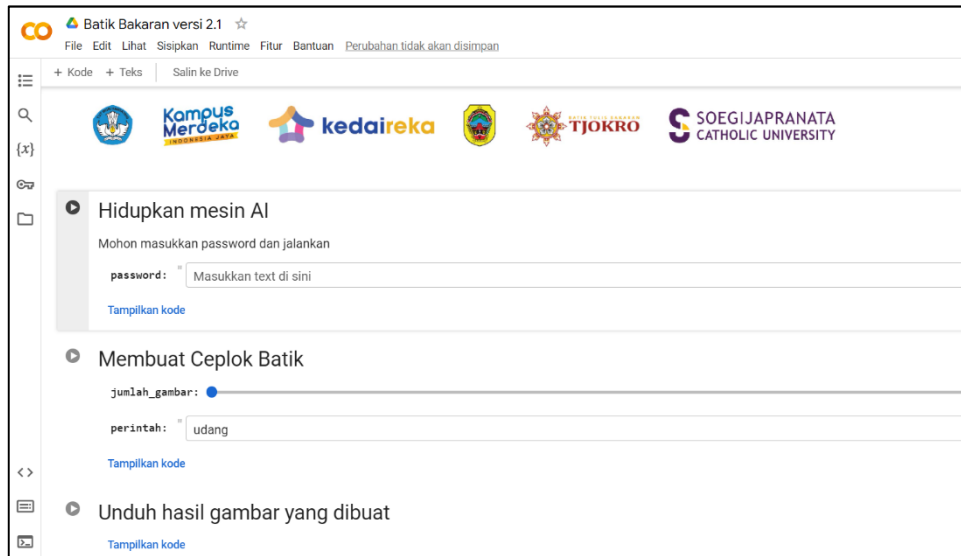 Batik Bakaran versi 2.1
File Edit Lihat Sisipkan Runtime Fitur Bantuan Perubahan tidak akan disimpan
+ Kode + Teks Salin ke Drive
Kampus
Merdeka
INDONESIA JAYA
kedaireka
TJOKRO
SOEGIJAPRANATA
CATHOLIC UNIVERSITY
{x}
Hidupkan mesin AI
Mohon masukkan password dan jalankan
password: " Masukkan text di sini
Tampilkan kode
Membuat Ceplok Batik
jumlah_gambar:
perintah: " udang
Tampilkan kode
<>
Unduh hasil gambar yang dibuat
Tampilkan kode